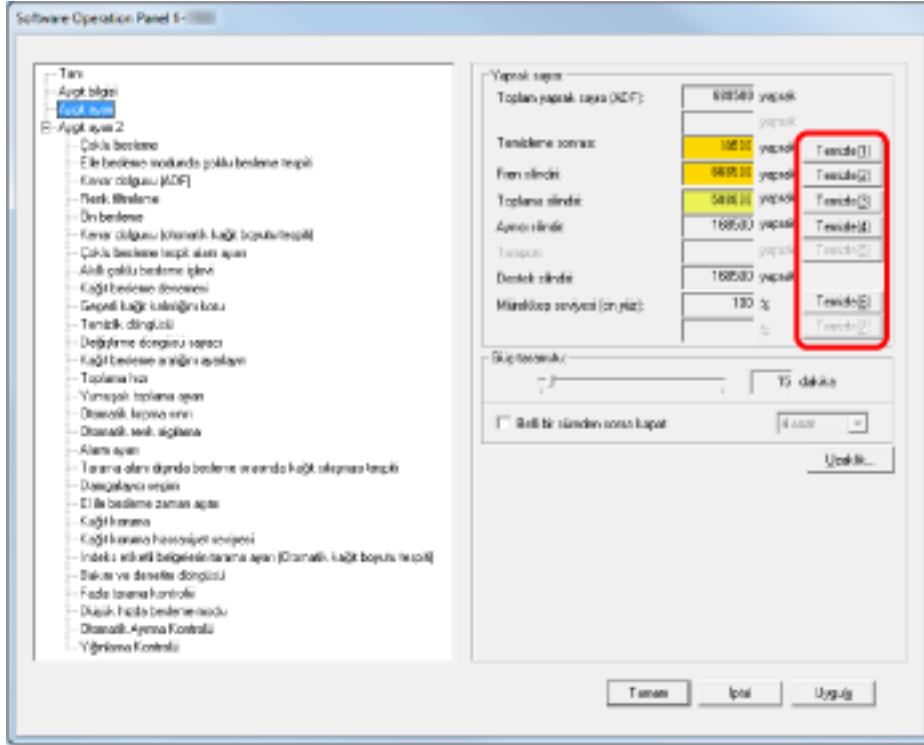 Software Operation Panel fi-
Tanı
Aygıt bilgisi
Aygıt ayarı
Aygıt ayarı 2
Çoklu besleme
Elle besleme modunda çoklu besleme tespiti
Kenar dolgusu (ADF)
Renk filtreleme
Ön besleme
Kenar dolgusu (otomatik kağıt boyutu tespiti)
Çoklu besleme tespit alanı ayarı
Akıllı çoklu besleme işlevi
Kağıt besleme denemesi
Geçerli kağıt kalınlığını koru
Temizlik döngüsü
Değiştirme döngüsü sayacı
Kağıt besleme aralığını ayarlayın
Toplama hızı
Yumuşak toplama ayarı
Otomatik kırpma sınırı
Otomatik renk algılama
Alarm ayarı
Tarama alanı dışında besleme sırasında kağıt sıkışması tespiti
Damgalayıcı seçimi
El ile besleme zaman aşımı
Kağıt koruma
Kağıt koruma hassasiyet seviyesi
Indeks etiketli belgelerin tarama ayarı (Otomatik kağıt boyutu tespiti)
Bakım ve denetim döngüsü
Fazla tarama kontrolü
Düşük hızda besleme modu
Otomatik Ayırma Kontrolü
Yığınlama Kontrolü
Yaprak sayısı:
Toplam yaprak sayısı (ADF): yaprak
yaprak
Temizleme sonrası: yaprak Temizle(1)
Fren silindiri: yaprak Temizle(2)
Toplama silindiri: yaprak Temizle(3)
Ayırıcı silindir: 168500 yaprak Temizle(4)
yaprak Temizle(5)
Destek silindiri: 168500 yaprak
Mürekkep seviyesi (ön yüz): 100 % Temizle(6)
% Temizle(7)
Güç tasarrufu:
15 dakika
Belli bir süreden sonra kapat
4 saat
Uzaklık...
Tamam
İptal
Uygula